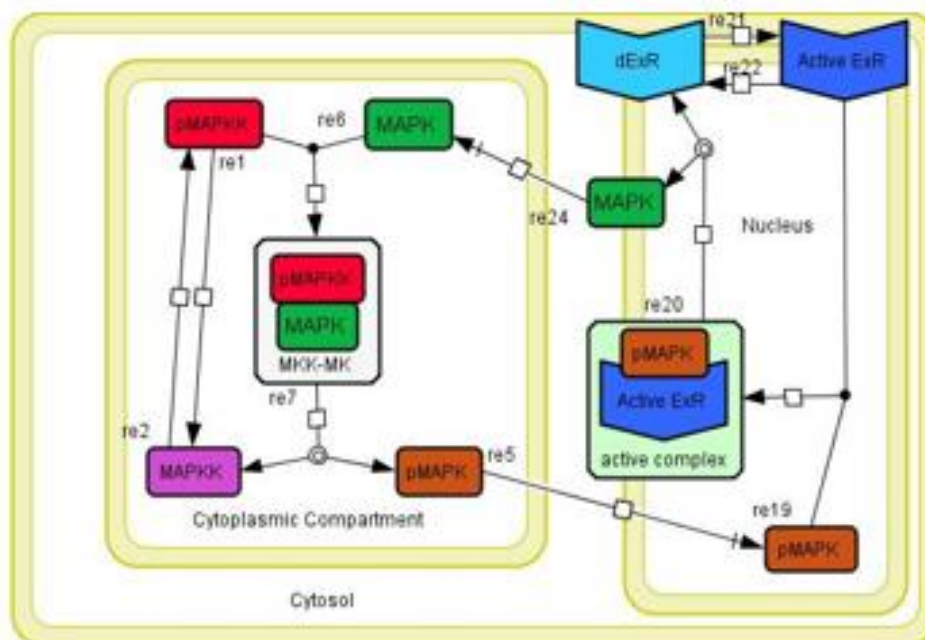 re21
dExR
Active ExR
re22
pMAPKK
re6
MAPK
re1
MAPK
re24
Nucleus
pMAPKK
MAPK
MKK-MK
re20
pMAPK
Active ExR
active complex
re7
re2
MAPKK
pMAPK
re5
re19
pMAPK
Cytoplasmic Compartment
Cytosol